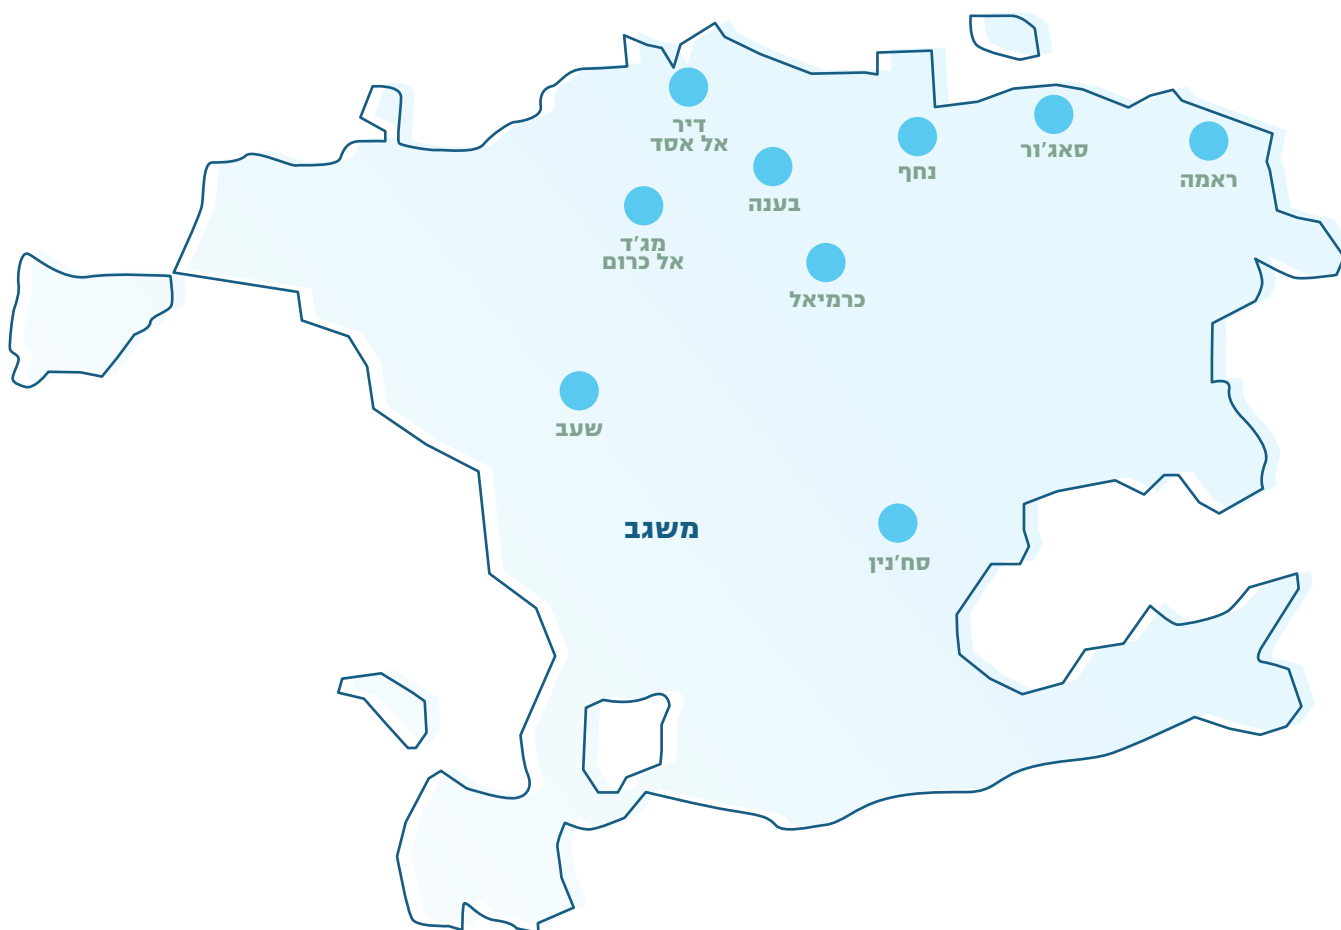 דיר
אל אסד
סאג'ור
נחף
ראמה
בענה
מג'ד
אל כרום
כרמיאל
שעב
משגב
סח'נין